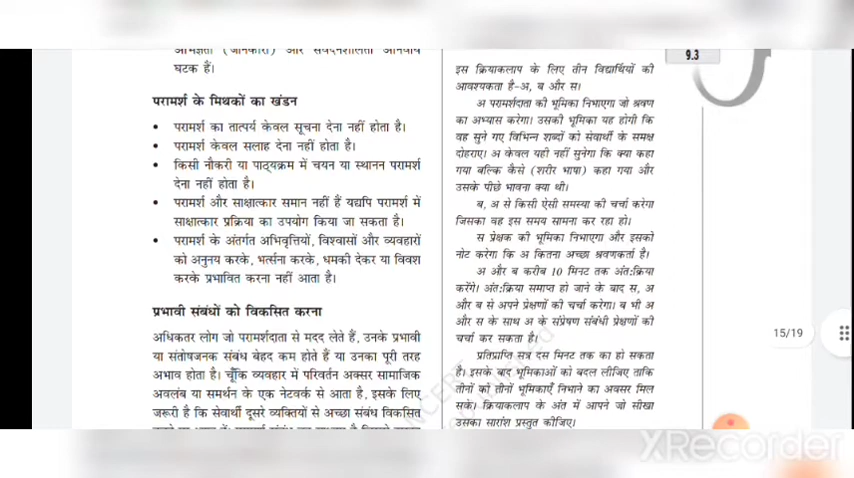 अभिज्ञता (जानकारी) और संवेदनशीलता अनिवार्य
घटक हैं।
परामर्श के मिथकों का खंडन
• परामर्श का तात्पर्य केवल सूचना देना नहीं होता है।
• परामर्श केवल सलाह देना नहीं होता है।
• किसी नौकरी या पाठ्यक्रम में चयन या स्थानन परामर्श
देना नहीं होता है।
• परामर्श और साक्षात्कार समान नहीं हैं यद्यपि परामर्श में
साक्षात्कार प्रक्रिया का उपयोग किया जा सकता है।
• परामर्श के अंतर्गत अभिवृत्तियों, विश्वासों और व्यवहारों
को अनुनय करके, भर्त्सना करके, धमकी देकर या विवश
करके प्रभावित करना नहीं आता है।
प्रभावी संबंधों को विकसित करना
अधिकतर लोग जो परामर्शदाता से मदद लेते हैं, उनके प्रभावी
या संतोषजनक संबंध बेहद कम होते हैं या उनका पूरी तरह
अभाव होता है। चूँकि व्यवहार में परिवर्तन अक्सर सामाजिक
अवलंब या समर्थन के एक नेटवर्क से आता है, इसके लिए
जरूरी है कि सेवार्थी दूसरे व्यक्तियों से अच्छा संबंध विकसित
9.3
इस क्रियाकलाप के लिए तीन विद्यार्थियों की
आवश्यकता है-अ, ब और स।
अ परामर्शदाता की भूमिका निभाएगा जो श्रवण
का अभ्यास करेगा। उसकी भूमिका यह होगी कि
वह सुने गए विभिन्न शब्दों को सेवार्थी के समक्ष
दोहराए। अ केवल यही नहीं सुनेगा कि क्या कहा
गया बल्कि कैसे (शरीर भाषा) कहा गया और
उसके पीछे भावना क्या थी।
ब, अ से किसी ऐसी समस्या की चर्चा करेगा
जिसका वह इस समय सामना कर रहा हो।
स प्रेक्षक की भूमिका निभाएगा और इसको
नोट करेगा कि अ कितना अच्छा श्रवणकर्ता है।
अ और ब करीब 10 मिनट तक अंत:क्रिया
करेंगे। अंत:क्रिया समाप्त हो जाने के बाद स, अ
और ब से अपने प्रेक्षणों की चर्चा करेगा। ब भी अ
और स के साथ अ के संप्रेषण संबंधी प्रेक्षणों की
चर्चा कर सकता है।
प्रतिप्राप्ति सत्र दस मिनट तक का हो सकता
है। इसके बाद भूमिकाओं को बदल लीजिए ताकि
तीनों को तीनों भूमिकाएँ निभाने का अवसर मिल
सके। क्रियाकलाप के अंत में आपने जो सीखा
उसका सारांश प्रस्तुत कीजिए।
15/19
XRecorder